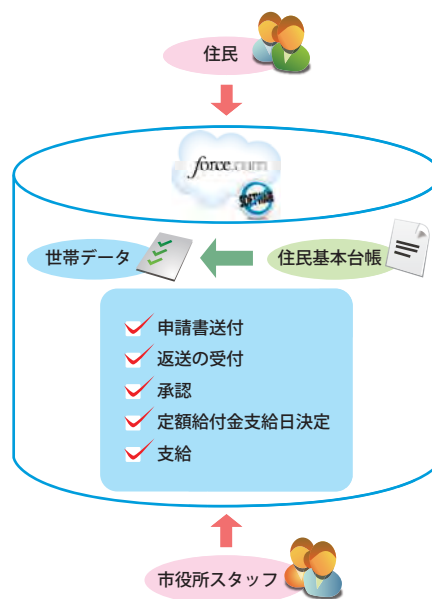 住民
force.com
SOFTWARE
世帯データ
住民基本台帳
申請書送付
返送の受付
承認
定額給付金支給日決定
支給
市役所スタッフ